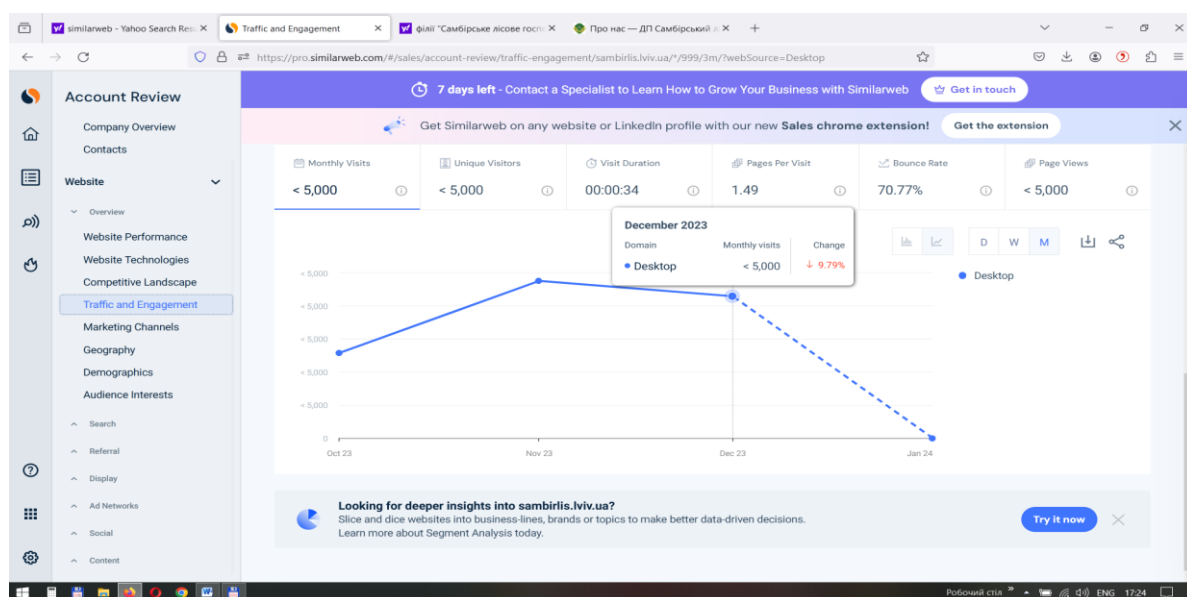 similarweb - Yahoo Search Res
Traffic and Engagement
філії "Самбірське лісове госпо
Про нас — ДП Самбірський л
https://pro.similarweb.com/#/sales/account-review/traffic-engagement/sambirlis.lviv.ua/*/999/3m/?webSource=Desktop
Account Review
7 days left - Contact a Specialist to Learn How to Grow Your Business with Similarweb
Get in touch
Get Similarweb on any website or LinkedIn profile with our new Sales chrome extension!
Get the extension
Company Overview
Contacts
Website
Overview
Website Performance
Website Technologies
Competitive Landscape
Traffic and Engagement
Marketing Channels
Geography
Demographics
Audience Interests
Search
Referral
Display
Ad Networks
Social
Content
Monthly Visits
< 5,000
Unique Visitors
< 5,000
Visit Duration
00:00:34
Pages Per Visit
1.49
Bounce Rate
70.77%
Page Views
< 5,000
December 2023
Domain Monthly visits Change
Desktop < 5,000 ↓ 9.79%
D W M
Desktop
< 5,000
< 5,000
< 5,000
< 5,000
< 5,000
0
Oct 23 Nov 23 Dec 23 Jan 24
Looking for deeper insights into sambirlis.lviv.ua?
Slice and dice websites into business-lines, brands or topics to make better data-driven decisions.
Learn more about Segment Analysis today.
Try it now
Робочий стіл » ENG 17:24